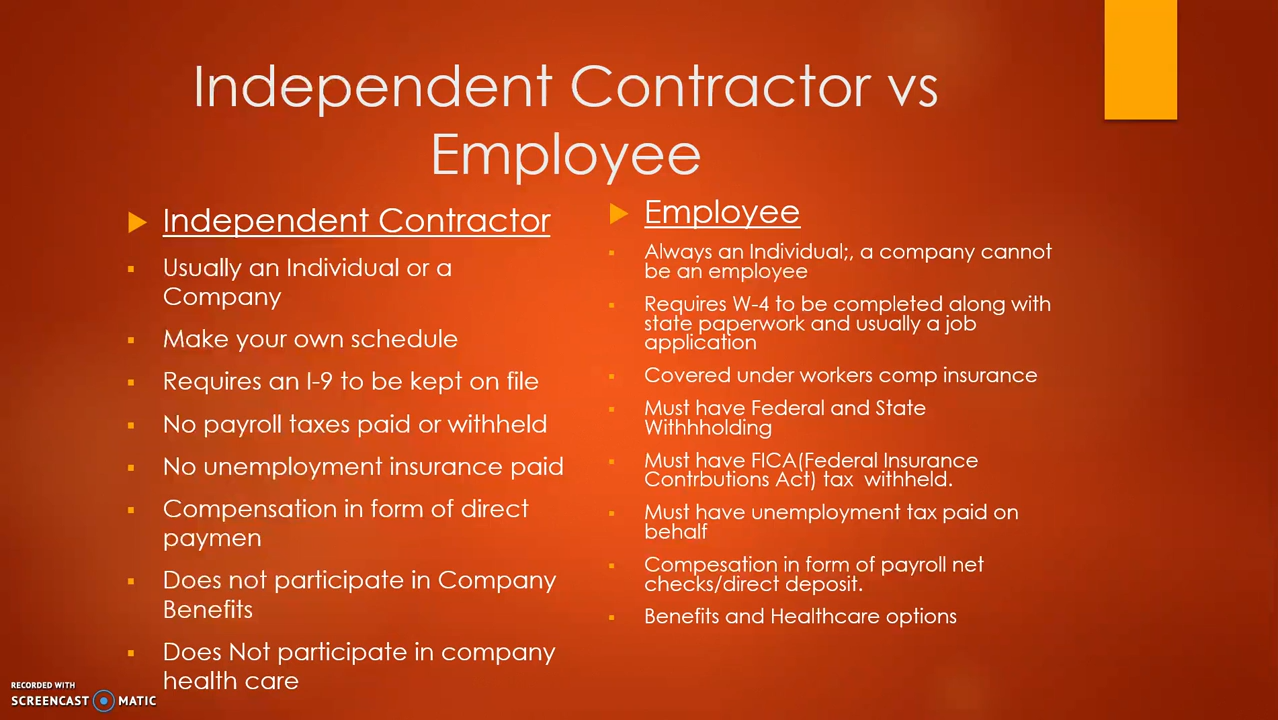 Independent Contractor vs
Employee
Independent Contractor
Usually an Individual or a
Company
Make your own schedule
Requires an I-9 to be kept on file
No payroll taxes paid or withheld
No unemployment insurance paid
Compensation in form of direct
paymen
Does not participate in Company
Benefits
Does Not participate in company
health care
Employee
Always an Individual;, a company cannot
be an employee
Requires W-4 to be completed along with
state paperwork and usually a job
application
Covered under workers comp insurance
Must have Federal and State
Withhholding
Must have FICA(Federal Insurance
Contrbutions Act) tax withheld.
Must have unemployment tax paid on
behalf
Compesation in form of payroll net
checks/direct deposit.
Benefits and Healthcare options
RECORDED WITH
SCREENCAST MATIC